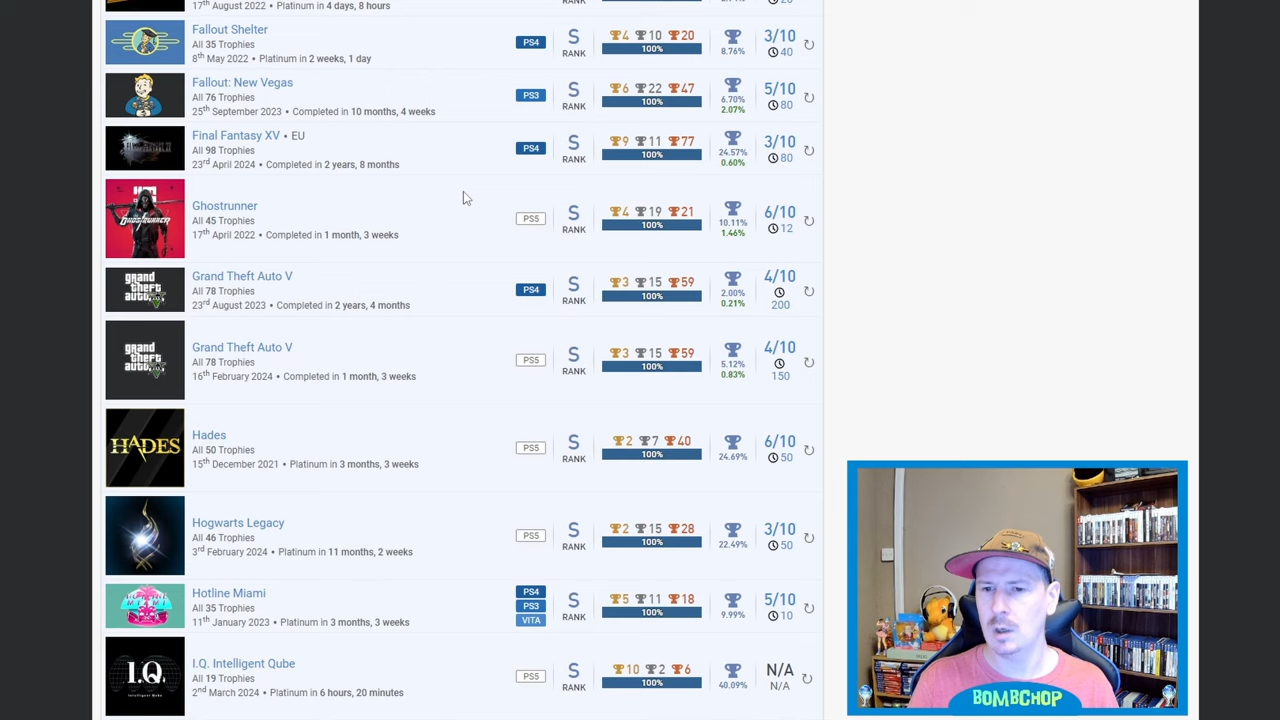 17th August 2022 • Platinum in 4 days, 8 hours
RANK
Fallout Shelter
All 35 Trophies
8th May 2022 • Platinum in 2 weeks, 1 day
PS4
S
RANK
4 10 20
100%
8.76%
3/10
40
Fallout: New Vegas
All 76 Trophies
25th September 2023 • Completed in 10 months, 4 weeks
PS3
S
RANK
6 22 47
100%
6.70%
2.07%
5/10
80
Final Fantasy XV • EU
All 98 Trophies
23rd April 2024 • Completed in 2 years, 8 months
PS4
S
RANK
9 11 77
100%
24.57%
0.60%
3/10
80
GHOSTRUNNER
Ghostrunner
All 45 Trophies
17th April 2022 • Completed in 1 month, 3 weeks
PS5
S
RANK
4 19 21
100%
10.11%
1.46%
6/10
12
grand
theft
auto V
Grand Theft Auto V
All 78 Trophies
23rd August 2023 • Completed in 2 years, 4 months
PS4
S
RANK
3 15 59
100%
2.00%
0.21%
4/10
200
grand
theft
auto V
Grand Theft Auto V
All 78 Trophies
16th February 2024 • Completed in 1 month, 3 weeks
PS5
S
RANK
3 15 59
100%
5.12%
0.83%
4/10
150
HADES
Hades
All 50 Trophies
15th December 2021 • Platinum in 3 months, 3 weeks
PS5
S
RANK
2 7 40
100%
24.69%
6/10
50
Hogwarts Legacy
All 46 Trophies
3rd February 2024 • Platinum in 11 months, 2 weeks
PS5
S
RANK
2 15 28
100%
22.49%
3/10
50
HOTLINE
MIAMI
Hotline Miami
All 35 Trophies
11th January 2023 • Platinum in 3 months, 3 weeks
PS4
PS3
VITA
S
RANK
5 11 18
100%
9.99%
5/10
10
I.Q.
Intelligent Qube
I.Q. Intelligent Qube
All 19 Trophies
2nd March 2024 • Platinum in 6 hours, 20 minutes
PS5
S
RANK
10 2 6
100%
40.09%
N/A
N/A
BOMBCHOP